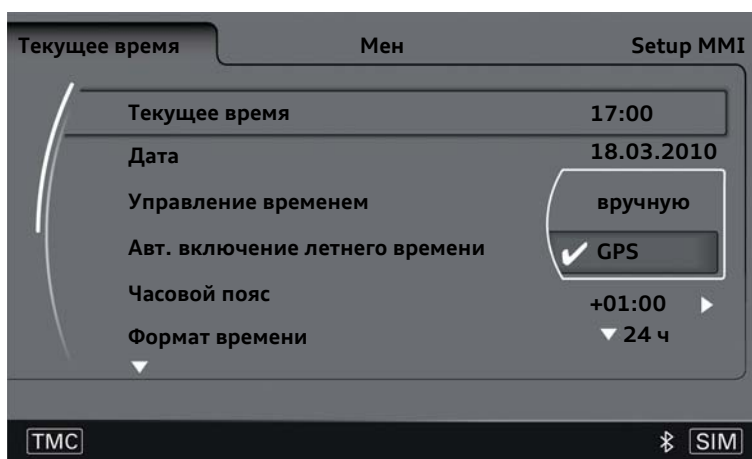 Текущее время Мен Setup MMI
Текущее время 17:00
Дата 18.03.2010
Управление временем вручную
Авт. включение летнего времени GPS
Часовой пояс +01:00
Формат времени 24 ч
TMC SIM